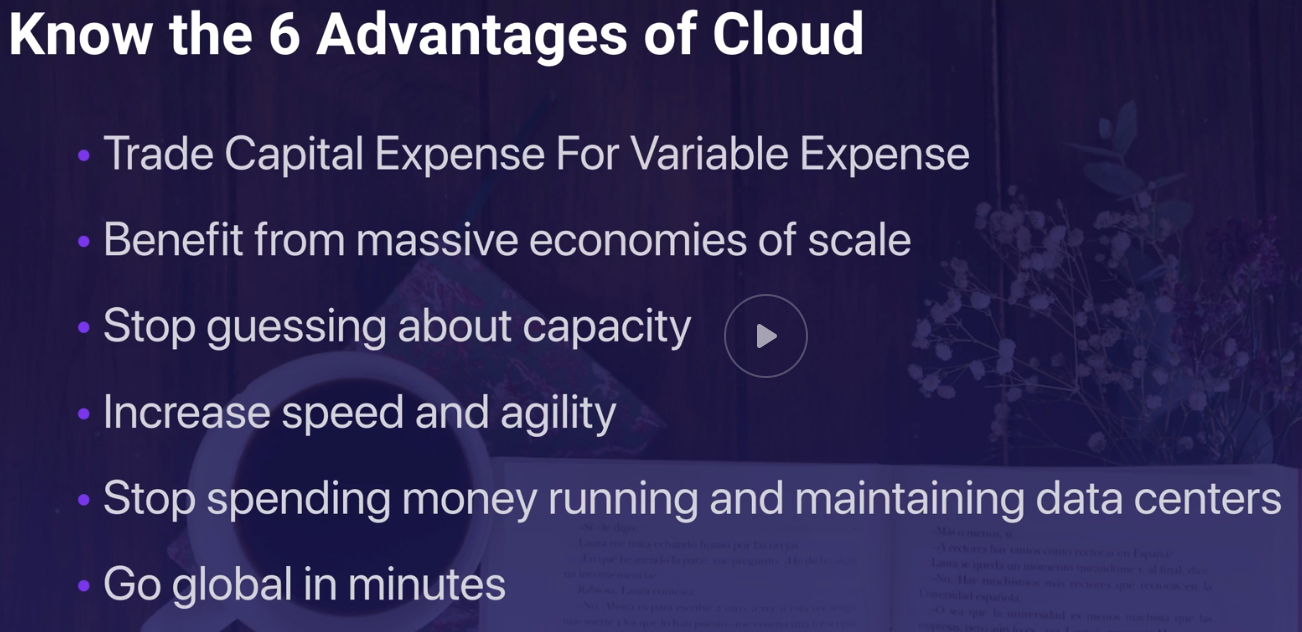 Know the 6 Advantages of Cloud
Trade Capital Expense For Variable Expense
Benefit from massive economies of scale
Stop guessing about capacity
Increase speed and agility
Stop spending money running and maintaining data centers
Go global in minutes